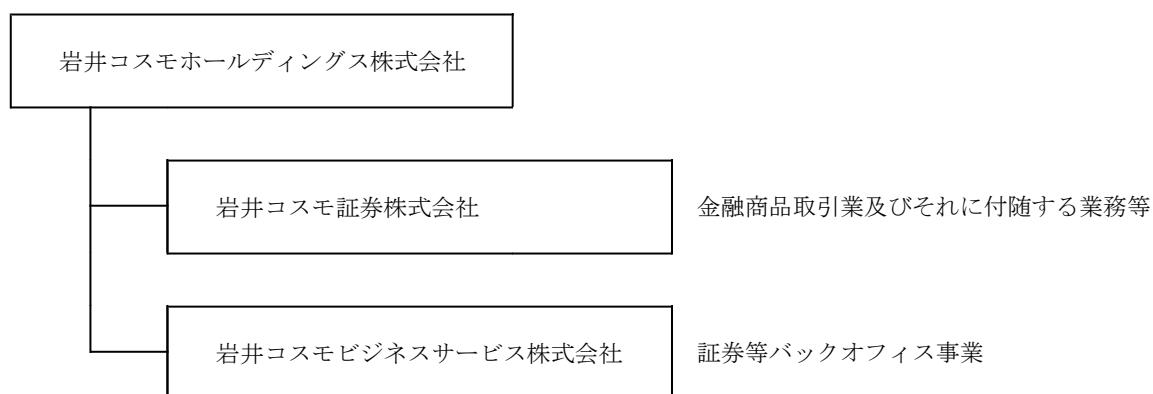 岩井コスモホールディングス株式会社
岩井コスモ証券株式会社
金融商品取引業及びそれに付随する業務等
岩井コスモビジネスサービス株式会社
証券等バックオフィス事業